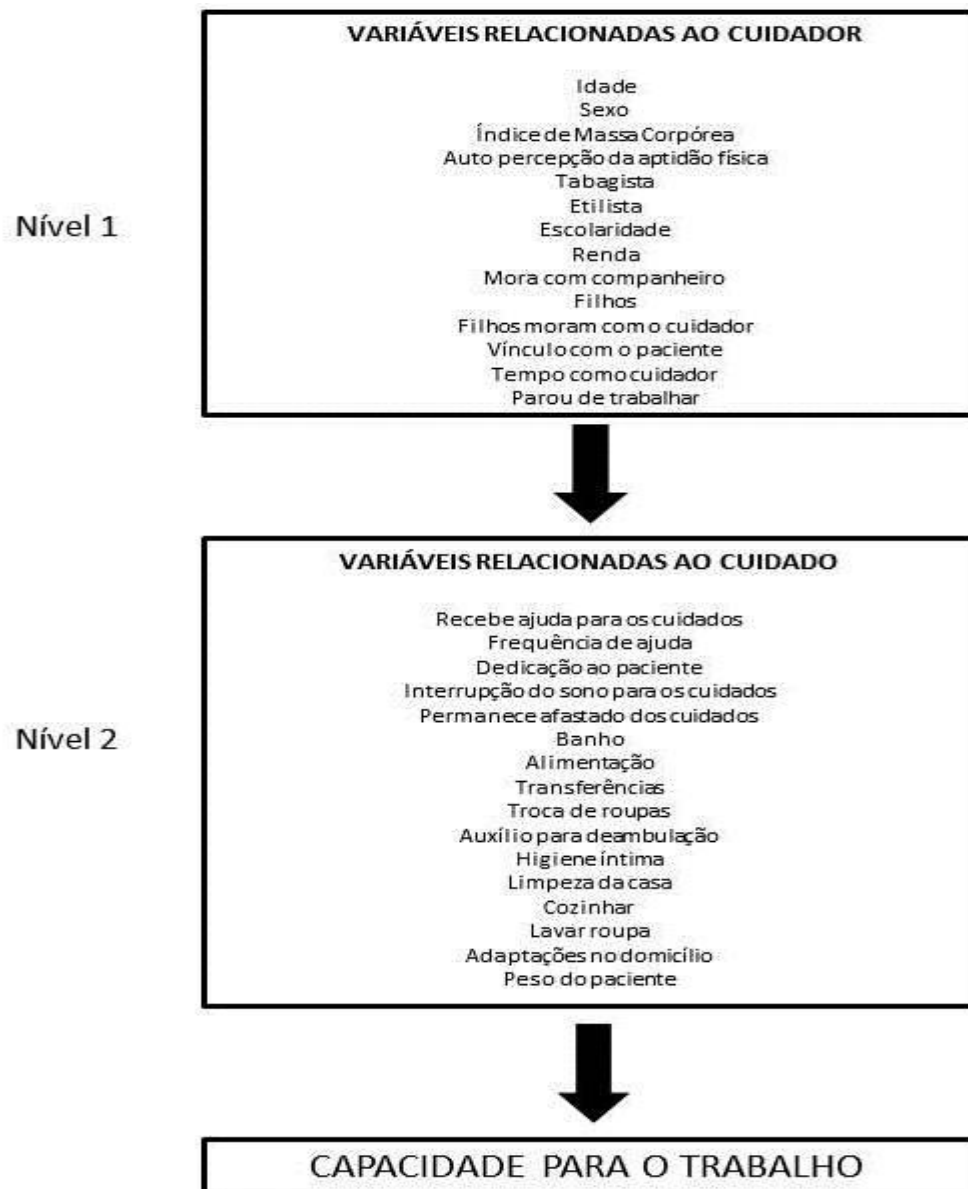 VARIÁVEIS RELACIONADAS AO CUIDADOR
Idade
Sexo
Índice de Massa Corpórea
Auto percepção da aptidão física
Tabagista
Etilista
Escolaridade
Renda
Mora com companheiro
Filhos
Filhos moram com o cuidador
Vínculo com o paciente
Tempo como cuidador
Parou de trabalhar
Nível 1
VARIÁVEIS RELACIONADAS AO CUIDADO
Recebe ajuda para os cuidados
Frequência de ajuda
Dedicação ao paciente
Interrupção do sono para os cuidados
Permanece afastado dos cuidados
Banho
Alimentação
Transferências
Troca de roupas
Auxílio para deambulação
Higiene íntima
Limpeza da casa
Cozinhar
Lavar roupa
Adaptações no domicílio
Peso do paciente
Nível 2
CAPACIDADE PARA O TRABALHO